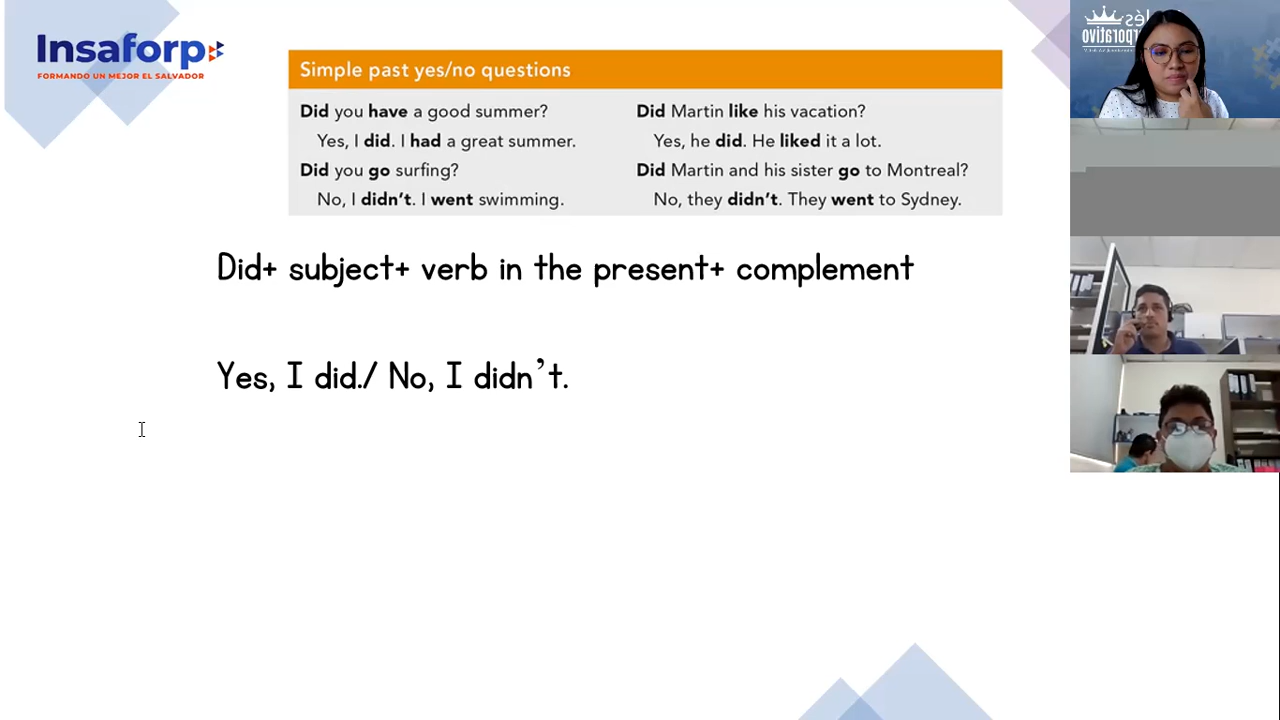 Insaforp
FORMANDO UN MEJOR EL SALVADOR
Simple past yes/no questions
Did you have a good summer?
Yes, I did. I had a great summer.
Did you go surfing?
No, I didn't. I went swimming.
Did Martin like his vacation?
Yes, he did. He liked it a lot.
Did Martin and his sister go to Montreal?
No, they didn't. They went to Sydney.
Did+ subject+ verb in the present+ complement
Yes, I did./ No, I didn't.